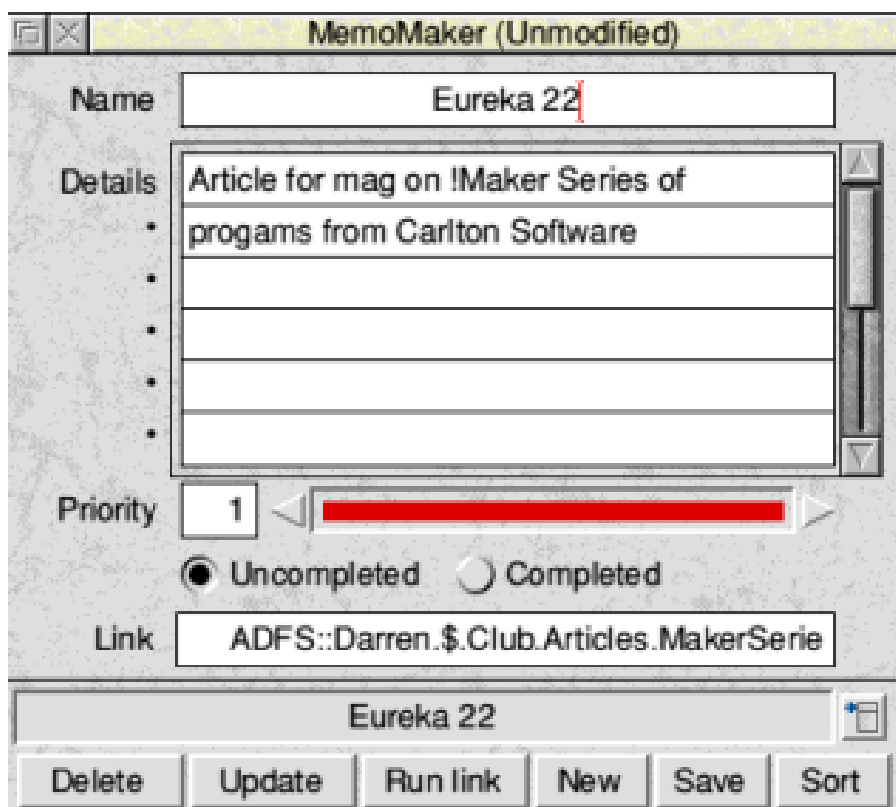 MemoMaker (Unmodified)
Name Eureka 22
Details Article for mag on !Maker Series of
progams from Carlton Software
Priority 1
Uncompleted Completed
Link ADFS::Darren.$.Club.Articles.MakerSerie
Eureka 22
Delete Update Run link New Save Sort